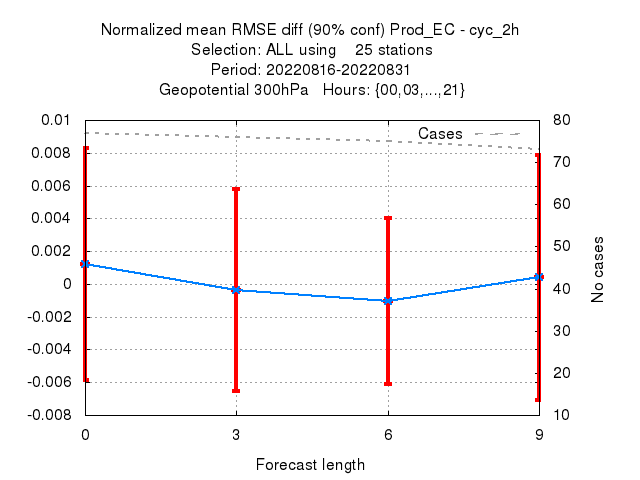 Normalized mean RMSE diff (90% conf) Prod_EC - cyc_2h
Selection: ALL using    25 stations
Period: 20220816-20220831
Geopotential 300hPa   Hours: {00,03,...,21}
Cases
0.01
0.008
0.006
0.004
0.002
0
-0.002
-0.004
-0.006
-0.008
80
70
60
50
40
30
20
10
No cases
0 3 6 9
Forecast length